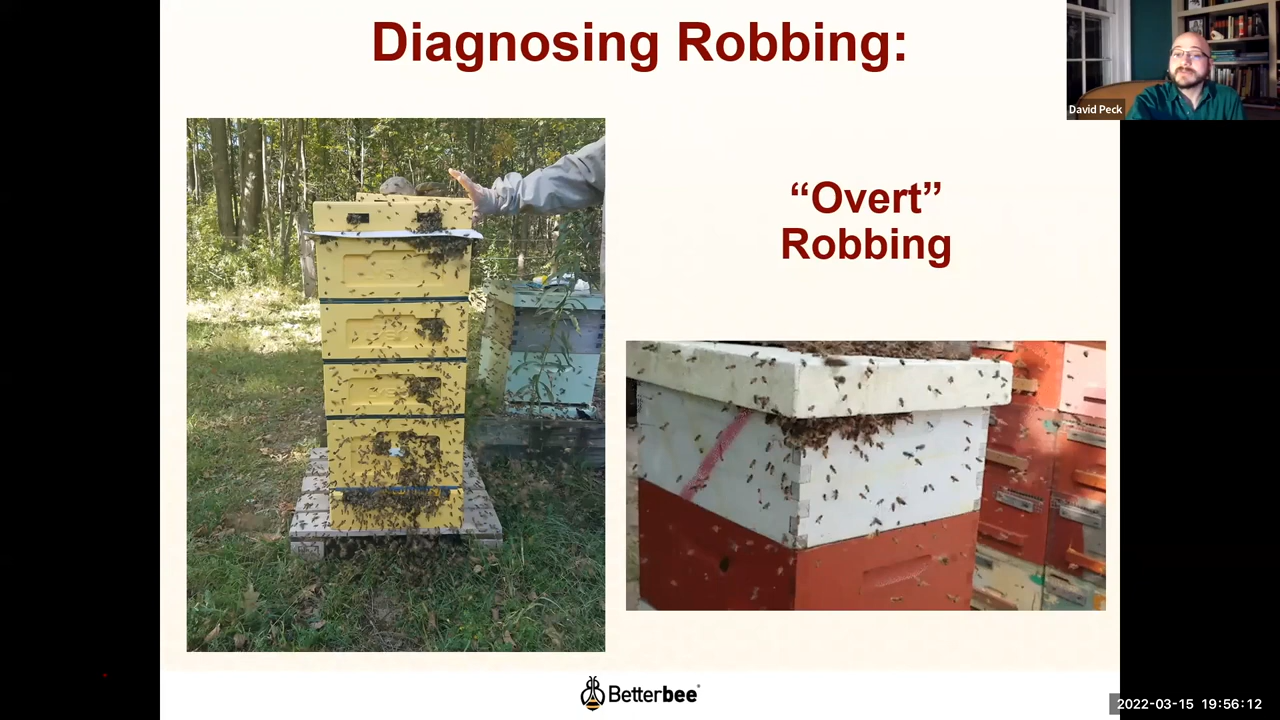 Diagnosing Robbing:
David Peck
“Overt”
Robbing
Betterbee®
2022-03-15 19:56:12